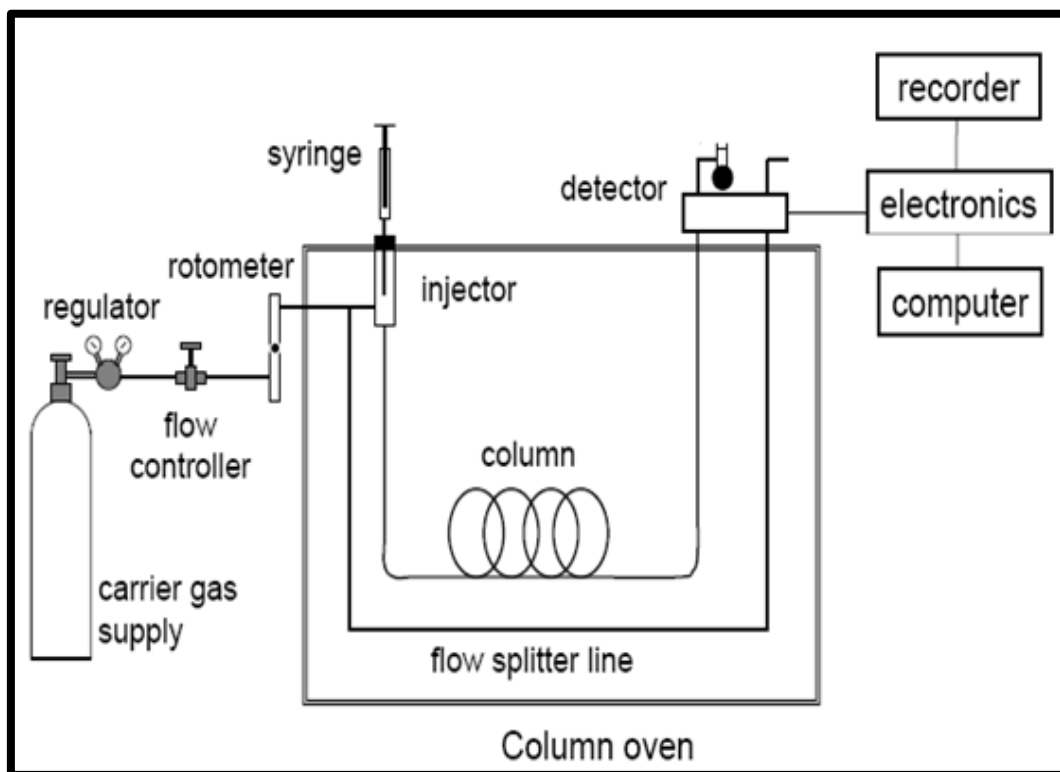 recorder
syringe
detector
electronics
rotometer
injector
regulator
computer
flow
controller
column
carrier gas
supply
flow splitter line
Column oven